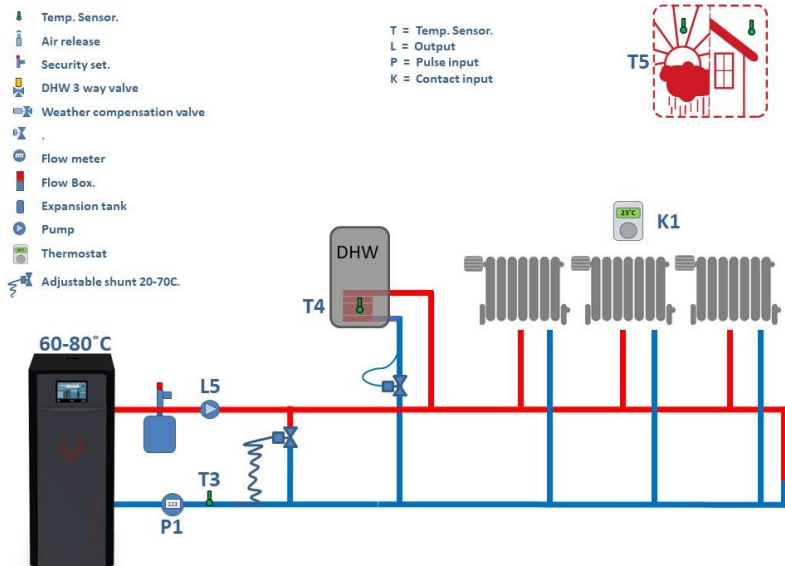 Temp. Sensor.
Air release
Security set.
DHW 3 way valve
Weather compensation valve
.
Flow meter
Flow Box.
Expansion tank
Pump
Thermostat
Adjustable shunt 20-70C.
T = Temp. Sensor.
L = Output
P = Pulse input
K = Contact input
T5
23°C
K1
DHW
T4
60-80°C
L5
T3
123
P1